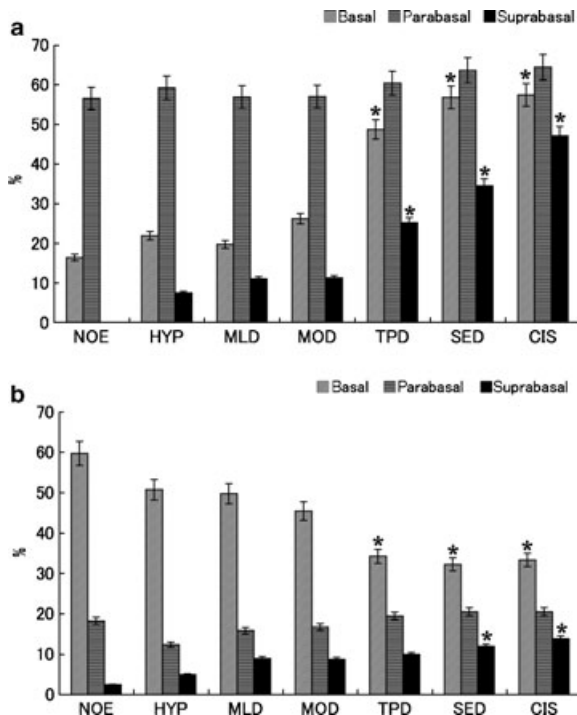 a
Basal Parabasal Suprabasal
70
60
50
40
30
20
10
0
%
* * * * * * *
NOE HYP MLD MOD TPD SED CIS
b
Basal Parabasal Suprabasal
70
60
50
40
30
20
10
0
%
* * * * *
NOE HYP MLD MOD TPD SED CIS